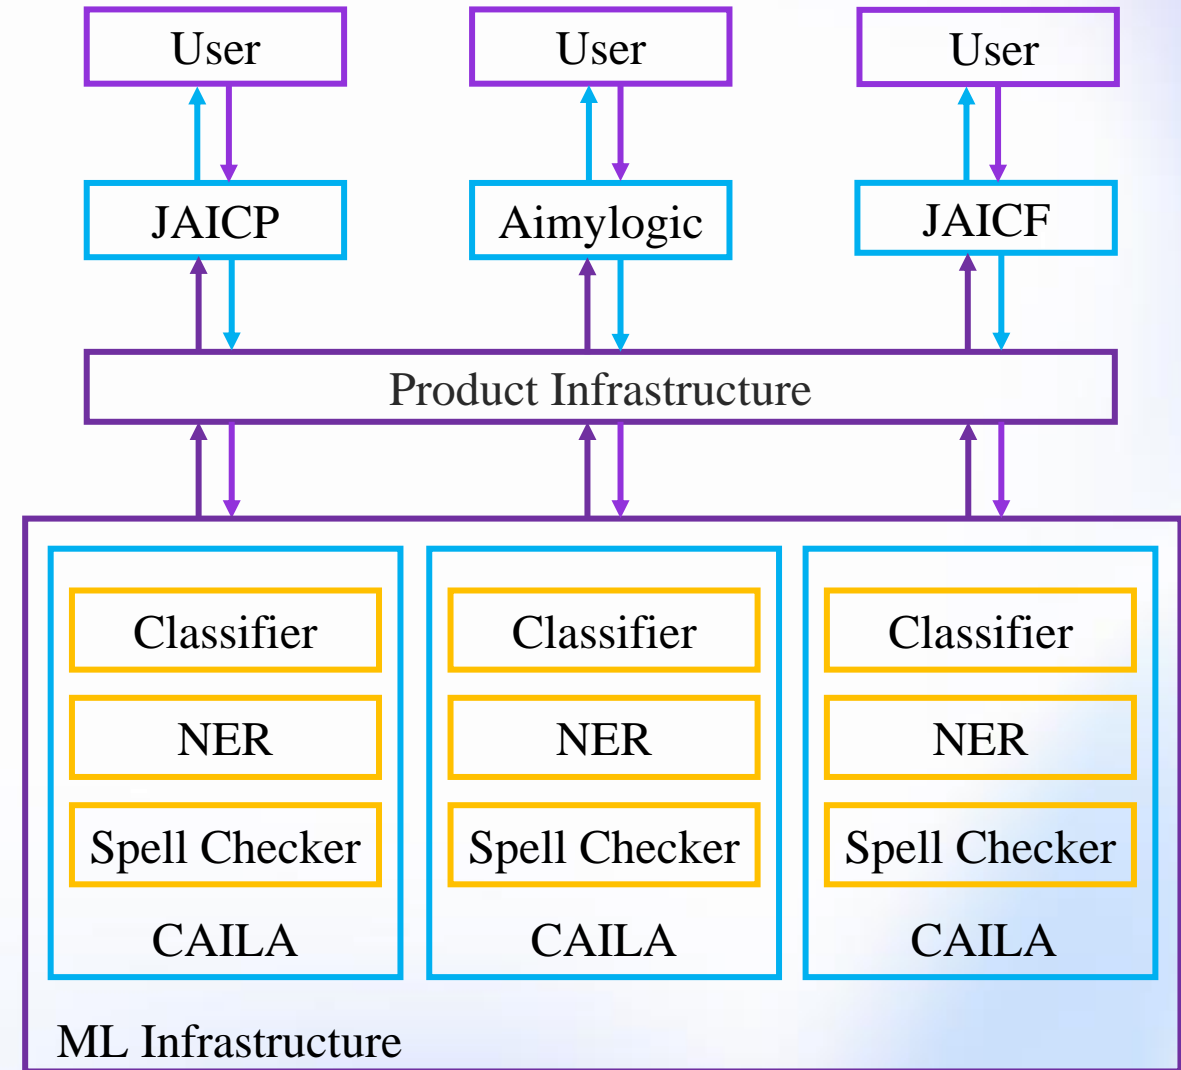 User
User
User
JAICP
Aimylogic
JAICF
Product Infrastructure
Classifier
Classifier
Classifier
NER
NER
NER
Spell Checker
Spell Checker
Spell Checker
CAILA
CAILA
CAILA
ML Infrastructure